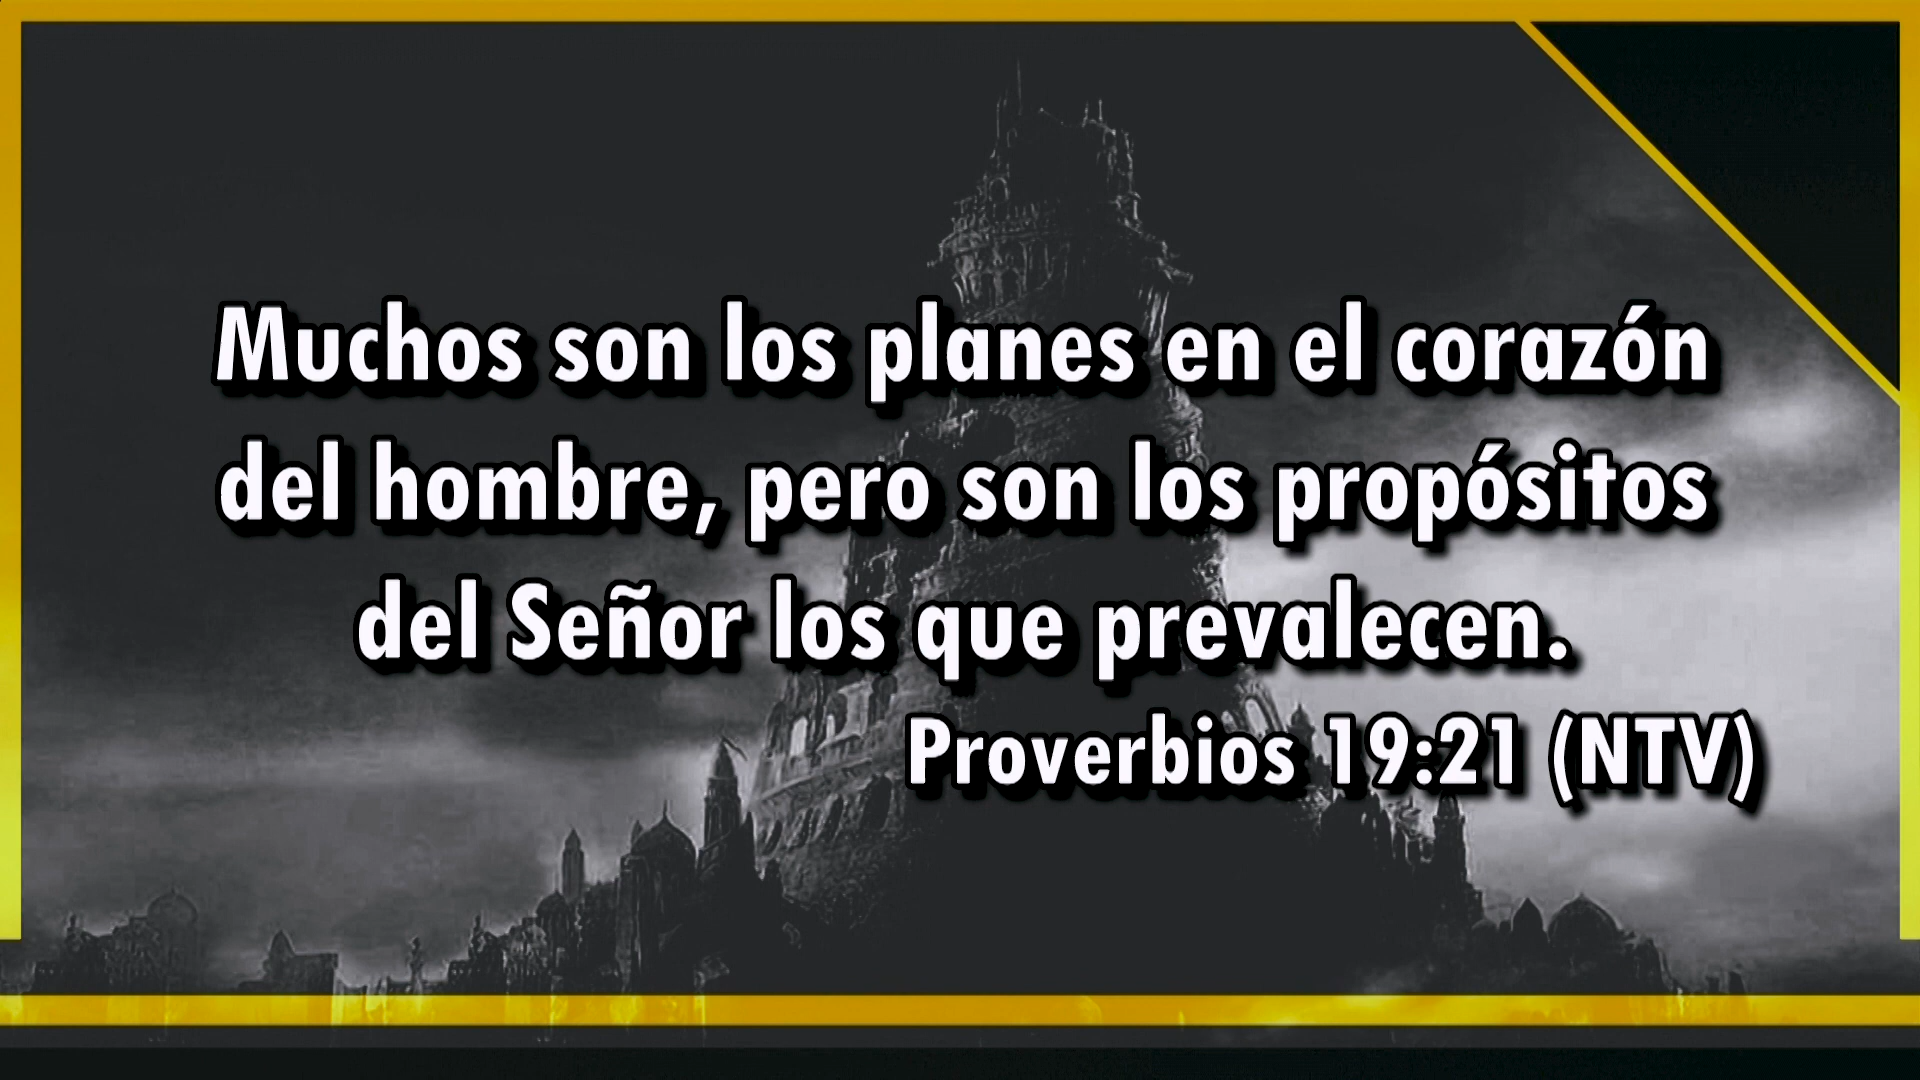 Muchos son los planes en el corazón
del hombre, pero son los propósitos
del Señor los que prevalecen.
Proverbios 19:21 (NTV)